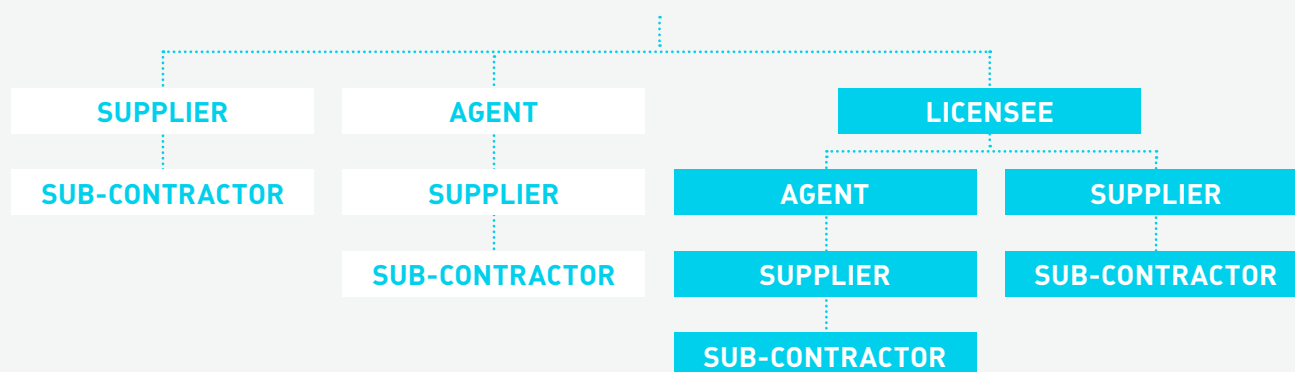 SUPPLIER
AGENT
LICENSEE
SUB-CONTRACTOR
SUPPLIER
AGENT
SUPPLIER
SUB-CONTRACTOR
SUPPLIER
SUB-CONTRACTOR
SUB-CONTRACTOR